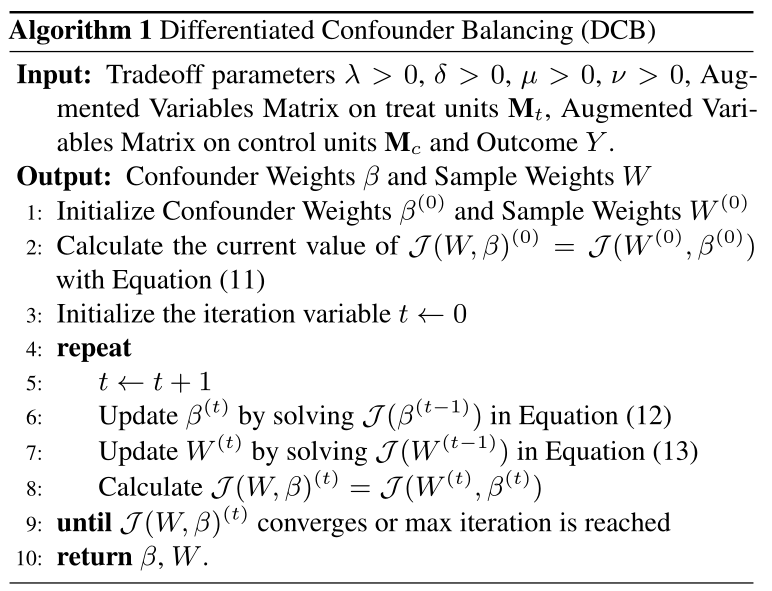 Algorithm 1 Differentiated Confounder Balancing (DCB)
Input: Tradeoff parameters λ > 0, δ > 0, μ > 0, ν > 0, Aug-
mented Variables Matrix on treat units M_t, Augmented Vari-
ables Matrix on control units M_c and Outcome Y.
Output: Confounder Weights β and Sample Weights W
1: Initialize Confounder Weights β^(0) and Sample Weights W^(0)
2: Calculate the current value of J(W, β)^(0) = J(W^(0), β^(0))
with Equation (11)
3: Initialize the iteration variable t ← 0
4: repeat
5: t ← t + 1
6: Update β^(t) by solving J(β^(t−1)) in Equation (12)
7: Update W^(t) by solving J(W^(t−1)) in Equation (13)
8: Calculate J(W, β)^(t) = J(W^(t), β^(t))
9: until J(W, β)^(t) converges or max iteration is reached
10: return β, W.